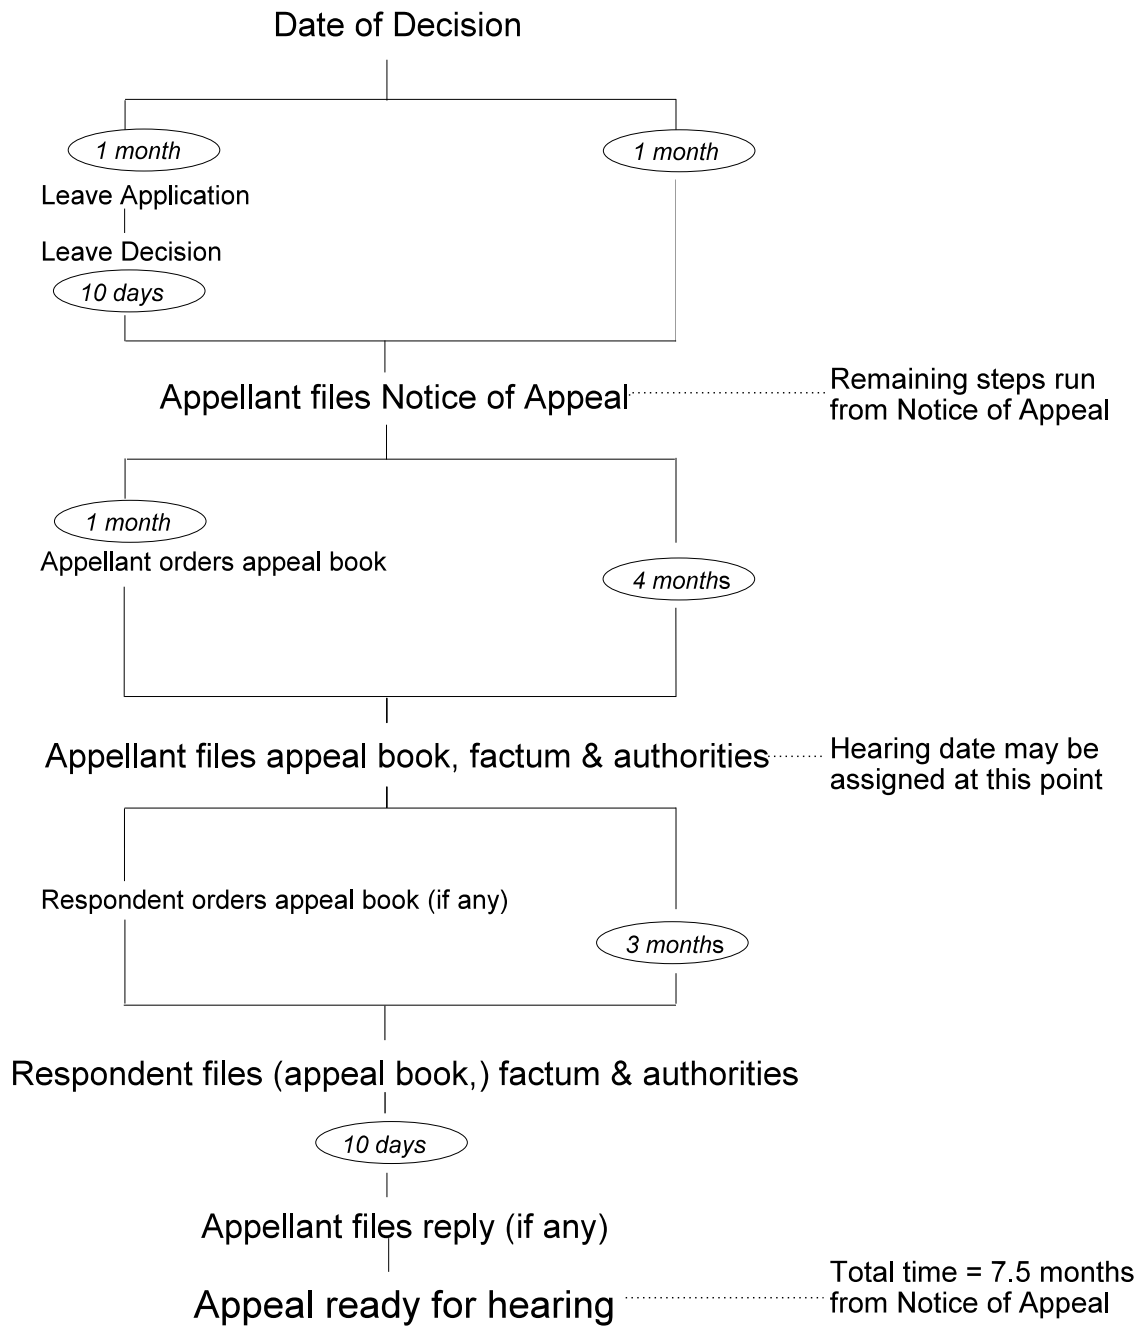 Date of Decision
1 month
1 month
Leave Application
Leave Decision
10 days
Appellant files Notice of Appeal
Remaining steps run
from Notice of Appeal
1 month
Appellant orders appeal book
4 months
Appellant files appeal book, factum & authorities
Hearing date may be
assigned at this point
Respondent orders appeal book (if any)
3 months
Respondent files (appeal book,) factum & authorities
10 days
Appellant files reply (if any)
Appeal ready for hearing
Total time = 7.5 months
from Notice of Appeal